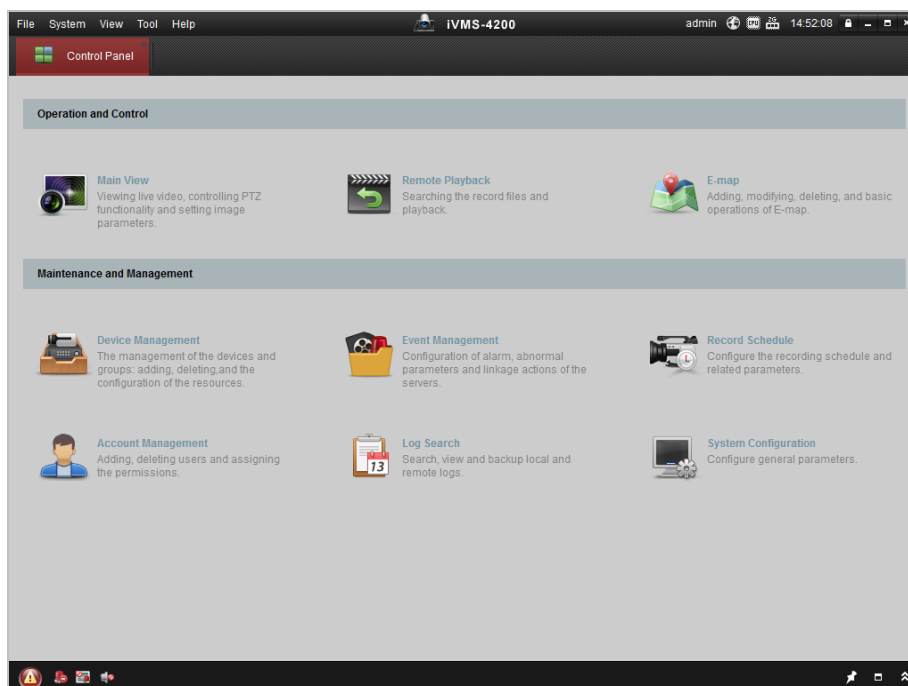 File System View Tool Help iVMS-4200 admin 14:52:08
Control Panel
Operation and Control
Main View
Viewing live video, controlling PTZ
functionality and setting image
parameters.
Remote Playback
Searching the record files and
playback.
E-map
Adding, modifying, deleting, and basic
operations of E-map.
Maintenance and Management
Device Management
The management of the devices and
groups: adding, deleting,and the
configuration of the resources.
Event Management
Configuration of alarm, abnormal
parameters and linkage actions of the
servers.
Record Schedule
Configure the recording schedule and
related parameters.
Account Management
Adding, deleting users and assigning
the permissions.
13
Log Search
Search, view and backup local and
remote logs.
System Configuration
Configure general parameters.